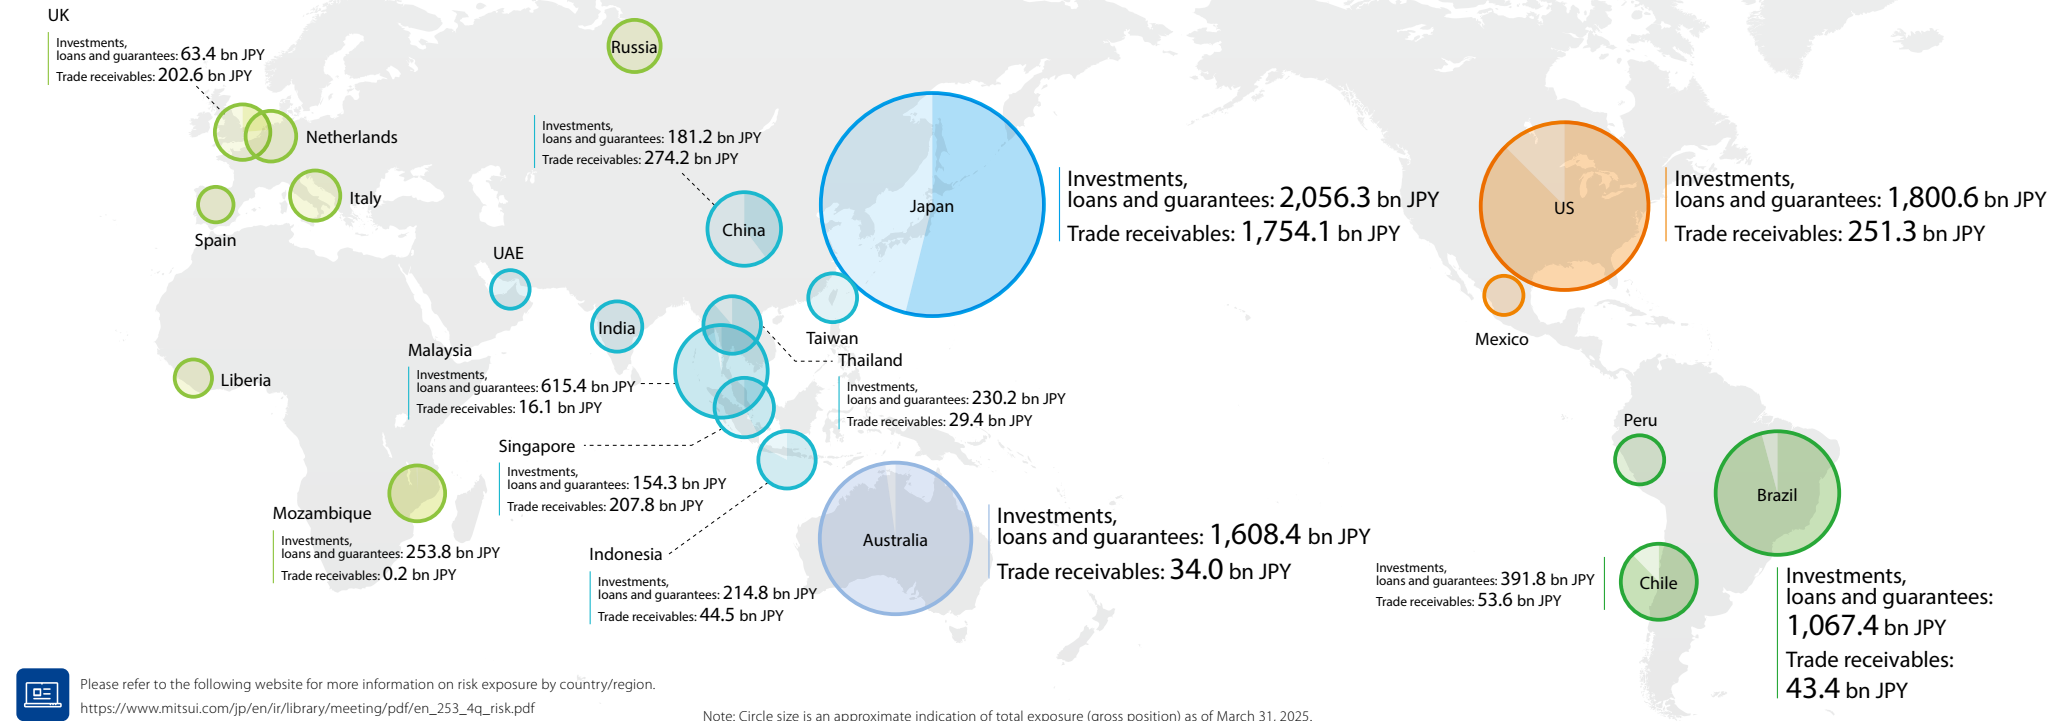 UK
Investments,
loans and guarantees: 63.4 bn JPY
Trade receivables: 202.6 bn JPY
Russia
Netherlands
Italy
Spain
Investments,
loans and guarantees: 181.2 bn JPY
Trade receivables: 274.2 bn JPY
China
Japan
Investments,
loans and guarantees: 2,056.3 bn JPY
Trade receivables: 1,754.1 bn JPY
US
Investments,
loans and guarantees: 1,800.6 bn JPY
Trade receivables: 251.3 bn JPY
Mexico
UAE
India
Taiwan
Thailand
Investments,
loans and guarantees: 230.2 bn JPY
Trade receivables: 29.4 bn JPY
Malaysia
Investments,
loans and guarantees: 615.4 bn JPY
Trade receivables: 16.1 bn JPY
Liberia
Singapore
Investments,
loans and guarantees: 154.3 bn JPY
Trade receivables: 207.8 bn JPY
Mozambique
Investments,
loans and guarantees: 253.8 bn JPY
Trade receivables: 0.2 bn JPY
Indonesia
Investments,
loans and guarantees: 214.8 bn JPY
Trade receivables: 44.5 bn JPY
Australia
Investments,
loans and guarantees: 1,608.4 bn JPY
Trade receivables: 34.0 bn JPY
Peru
Brazil
Investments,
loans and guarantees: 391.8 bn JPY
Trade receivables: 53.6 bn JPY
Chile
Investments,
loans and guarantees:
1,067.4 bn JPY
Trade receivables:
43.4 bn JPY
Please refer to the following website for more information on risk exposure by country/region.
https://www.mitsui.com/jp/en/ir/library/meeting/pdf/en_253_4q_risk.pdf
Note: Circle size is an approximate indication of total exposure (gross position) as of March 31, 2025.